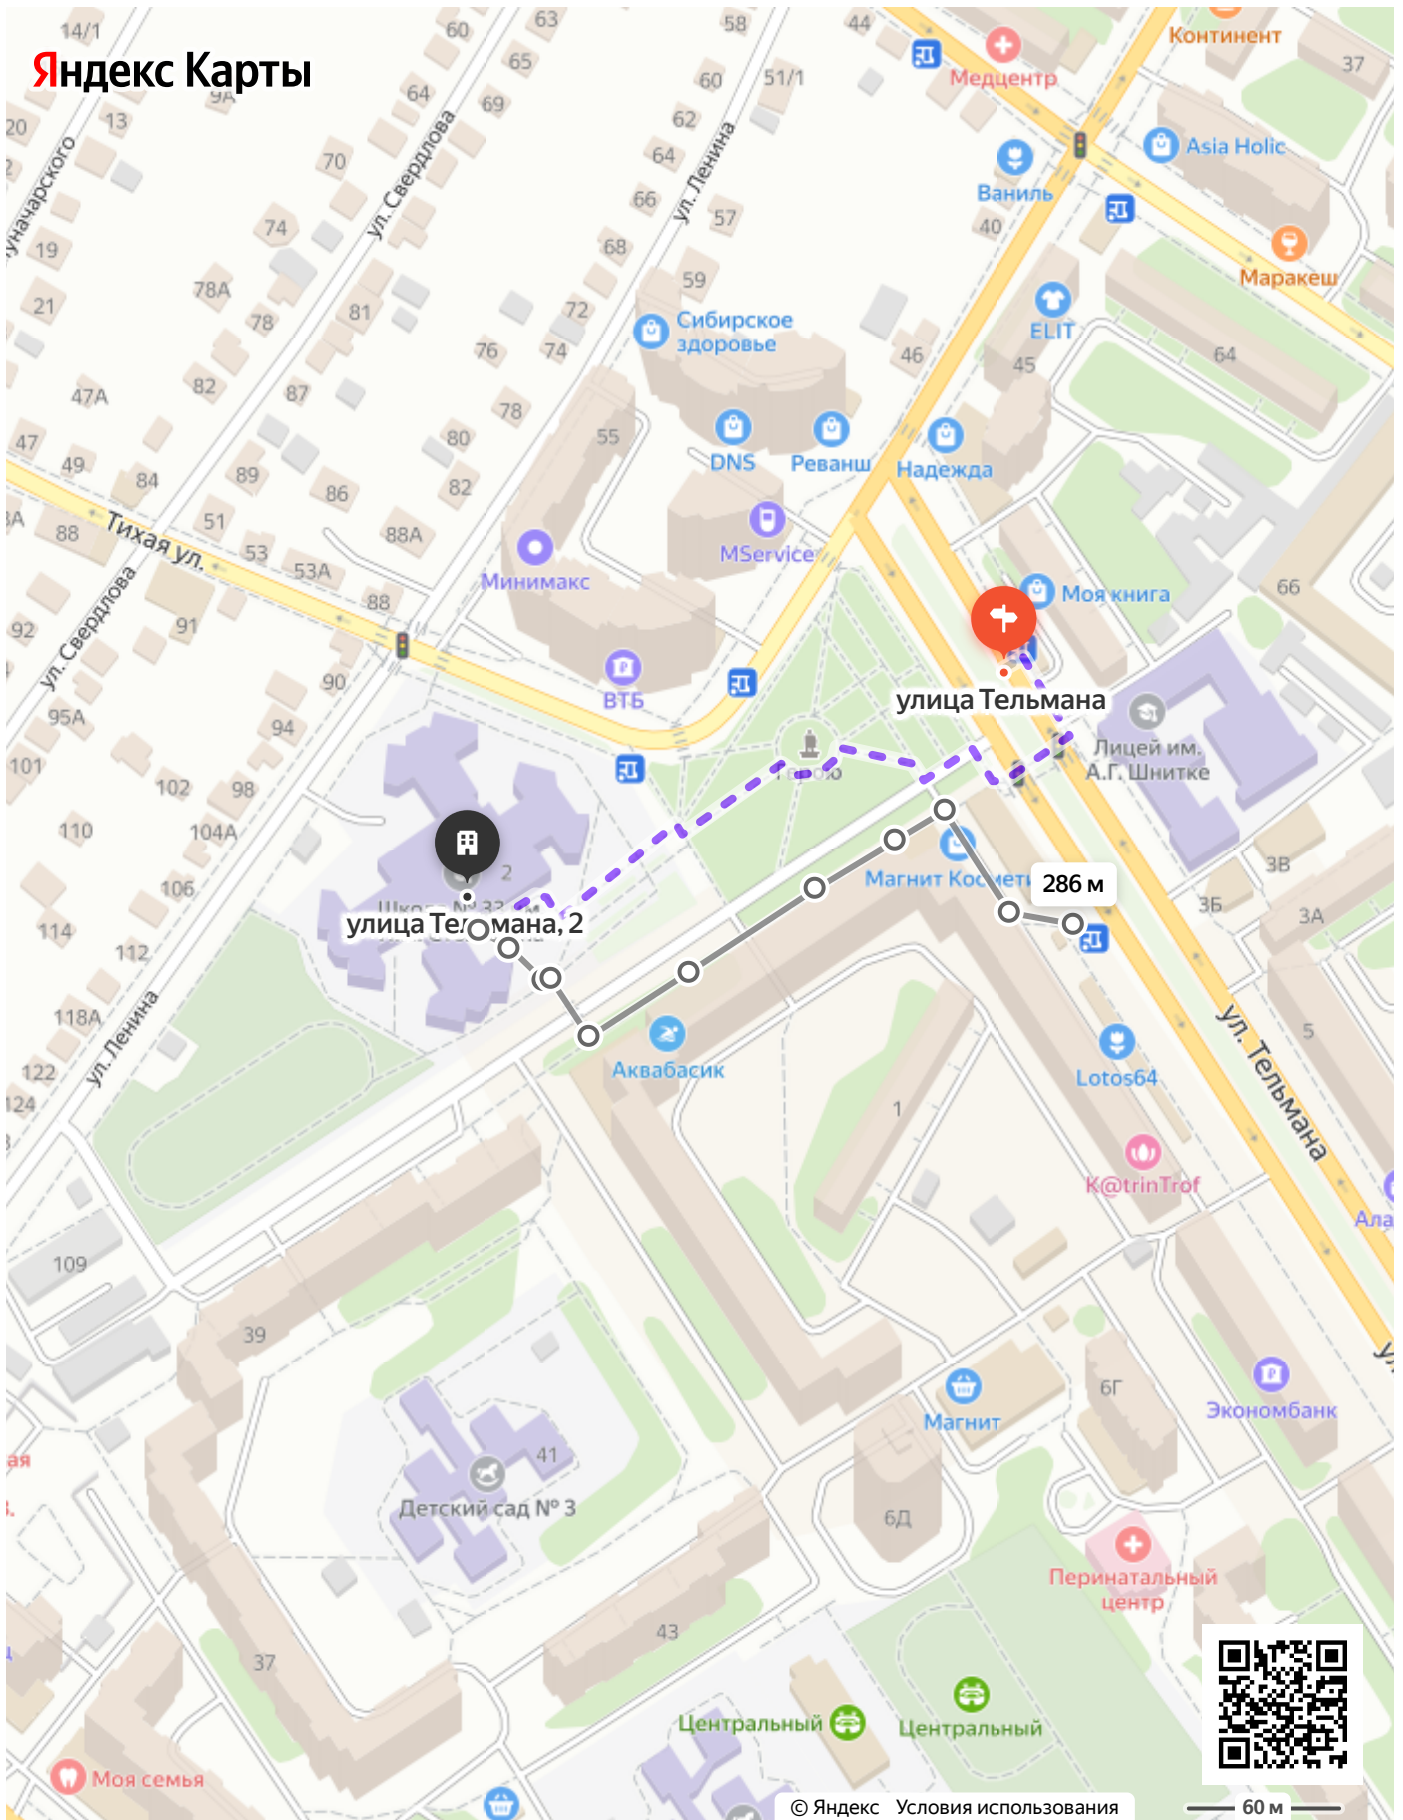 14/1
63
60
58
44
Континент
Яндекс Карты
65
Медцентр
37
9А
64
69
60
51/1
20
13
62
Asia Holic
70
64
ул. Свердлова
ул. Ленина
66
57
Ваниль
74
40
19
68
Маракеш
78А
59
21
78
81
72
Сибирское
здоровье
ELIT
76
74
46
64
45
82
47А
87
78
55
80
47
49
89
DNS
Реванш
Надежда
84
86
82
51
88
88А
Тихая ул.
53
MService
53А
Минимакс
66
88
Моя книга
92
91
ул. Свердлова
90
ВТБ
улица Тельмана
95А
94
Лицей им.
А.Г. Шнитке
101
102
98
110
104А
2
3В
Магнит
286 м
106
3Б
3А
улица Тельмана, 2
114
112
118А
ул. Ленина
ул. Тельмана
5
122
Аквабасик
Lotos64
124
1
K@trinTrof
109
39
6Г
Экономбанк
Магнит
41
Детский сад № 3
6Д
Перинатальный
центр
43
37
Центральный
Центральный
Моя семья
© Яндекс Условия использования
60 м